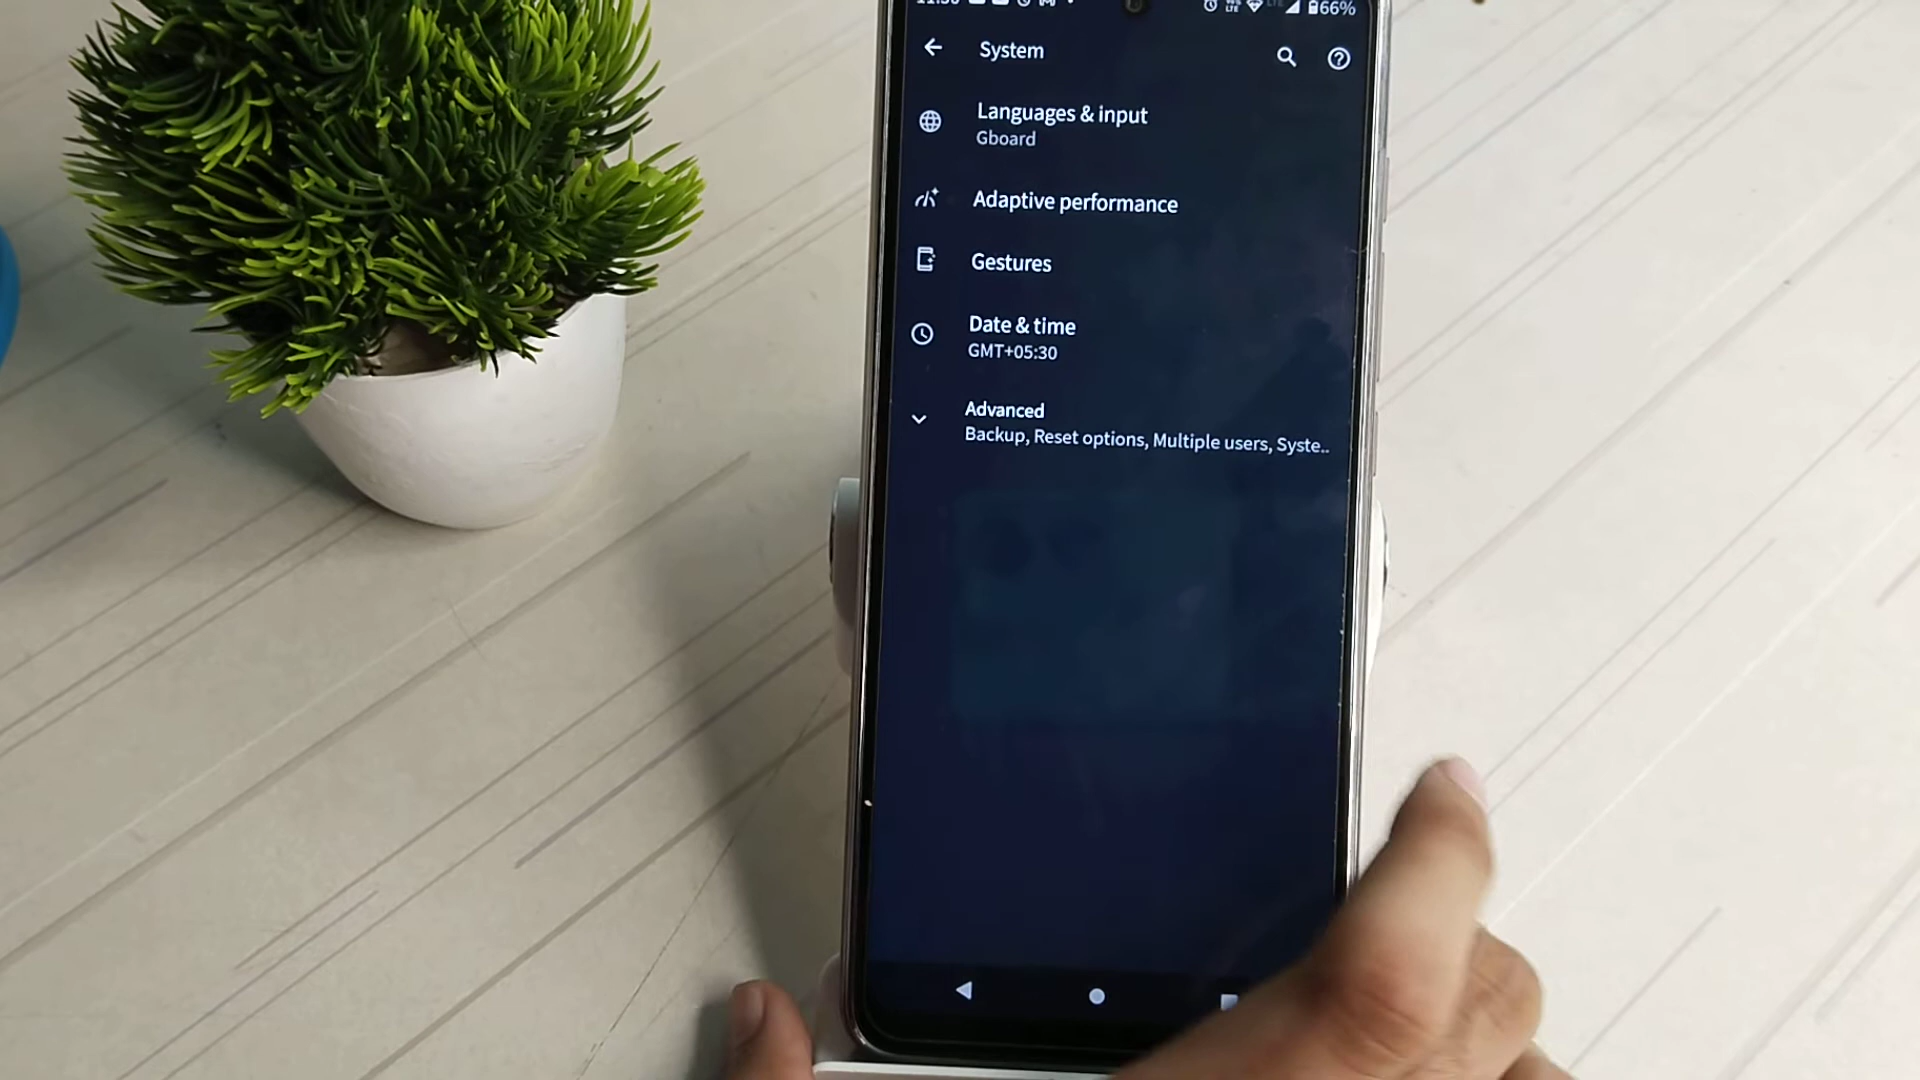 66%
System
Languages & input
Gboard
Adaptive performance
Gestures
Date & time
GMT+05:30
Advanced
Backup, Reset options, Multiple users, Syste..